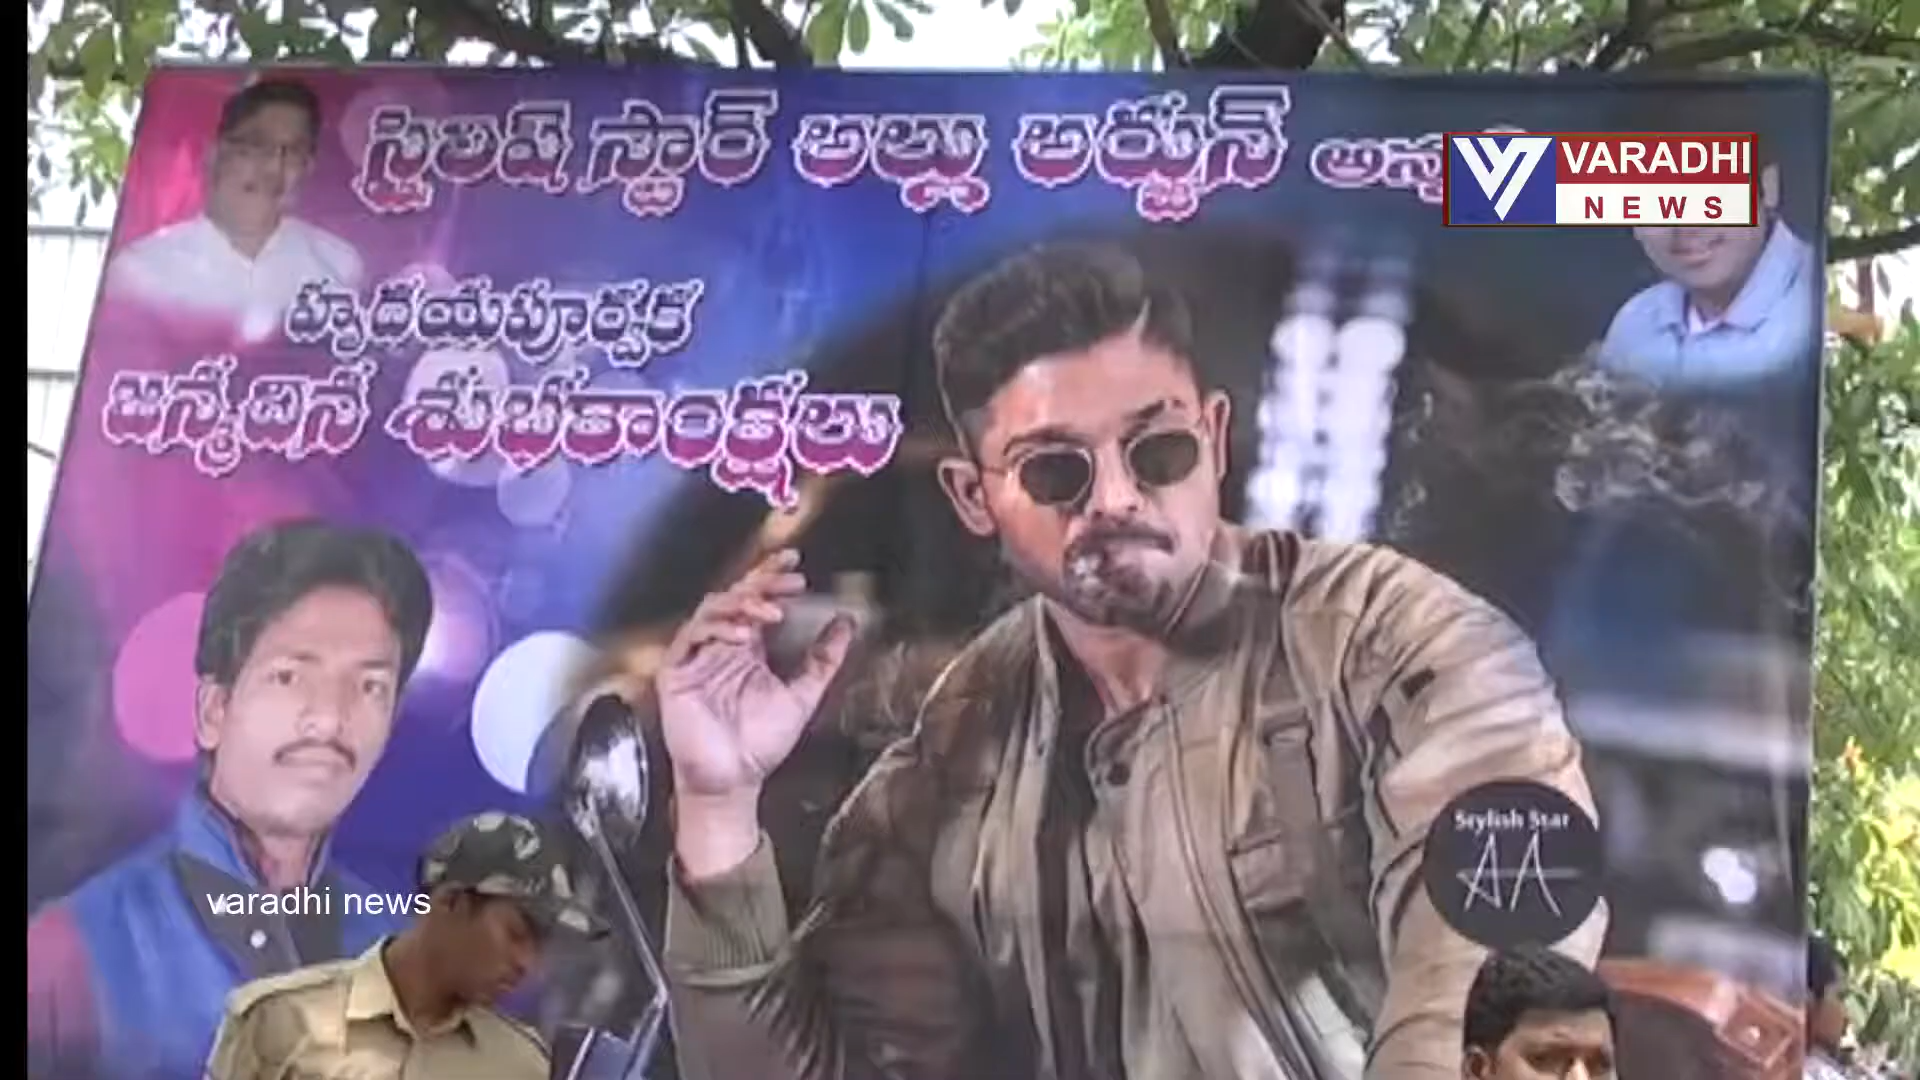 స్టైలిష్ స్టార్ అల్లు అర్జున్
VARADHI
NEWS
హృదయపూర్వక
జన్మదిన శుభాకాంక్షలు
Stylish Star
AA
varadhi news